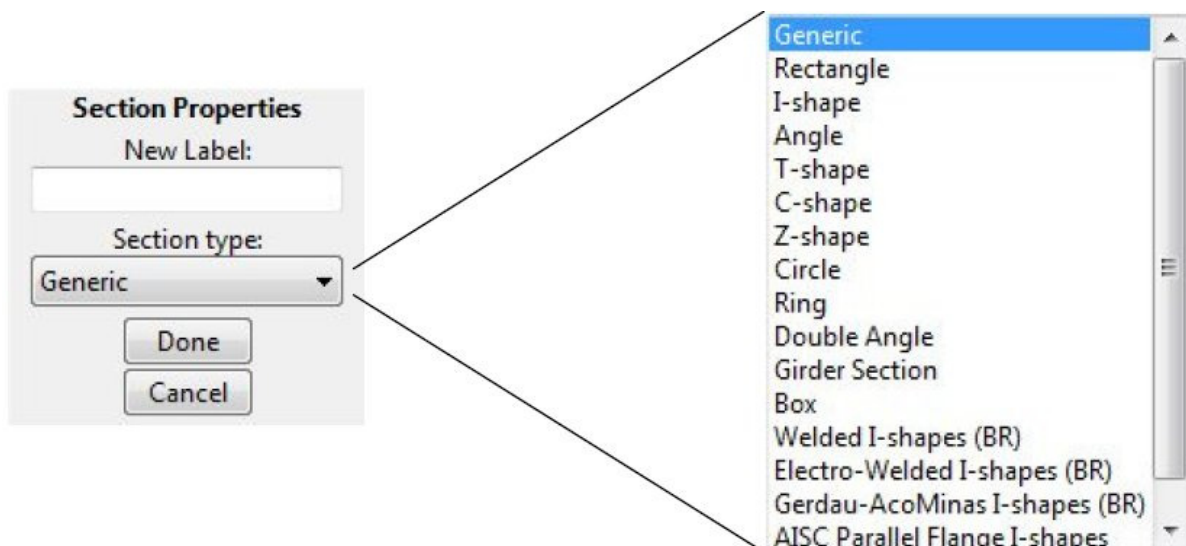 Section Properties
New Label:
Section type:
Generic
Done
Cancel
Generic
Rectangle
I-shape
Angle
T-shape
C-shape
Z-shape
Circle
Ring
Double Angle
Girder Section
Box
Welded I-shapes (BR)
Electro-Welded I-shapes (BR)
Gerdau-AcoMinas I-shapes (BR)
AISC Parallel Flange I-shapes